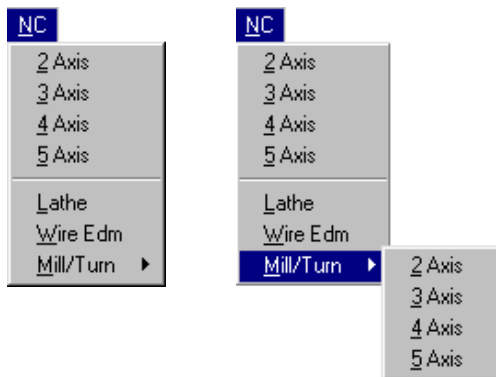 NC
2 Axis
3 Axis
4 Axis
5 Axis
Lathe
Wire Edm
Mill/Turn
NC
2 Axis
3 Axis
4 Axis
5 Axis
Lathe
Wire Edm
Mill/Turn
2 Axis
3 Axis
4 Axis
5 Axis